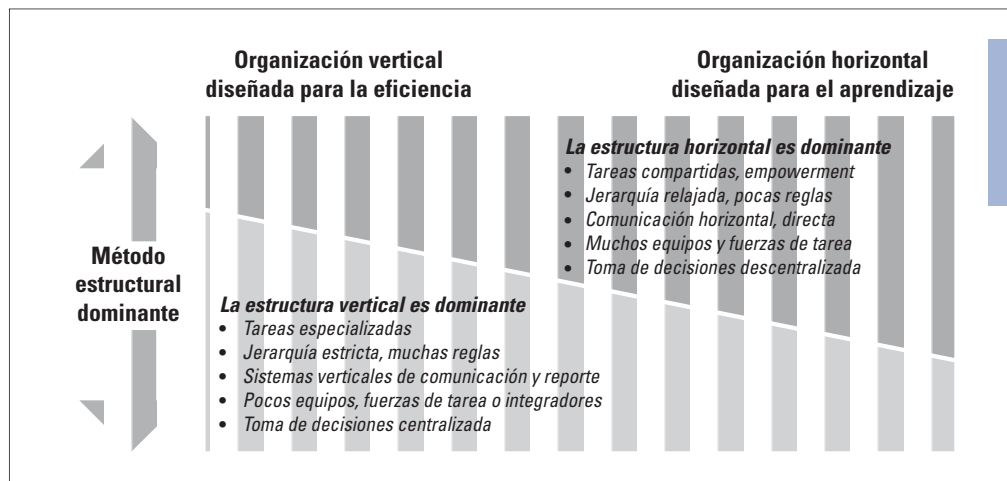 Organización vertical
diseñada para la eficiencia
Organización horizontal
diseñada para el aprendizaje
La estructura horizontal es dominante
• Tareas compartidas, empowerment
• Jerarquía relajada, pocas reglas
• Comunicación horizontal, directa
• Muchos equipos y fuerzas de tarea
• Toma de decisiones descentralizada
Método
estructural
dominante
La estructura vertical es dominante
• Tareas especializadas
• Jerarquía estricta, muchas reglas
• Sistemas verticales de comunicación y reporte
• Pocos equipos, fuerzas de tarea o integradores
• Toma de decisiones centralizada